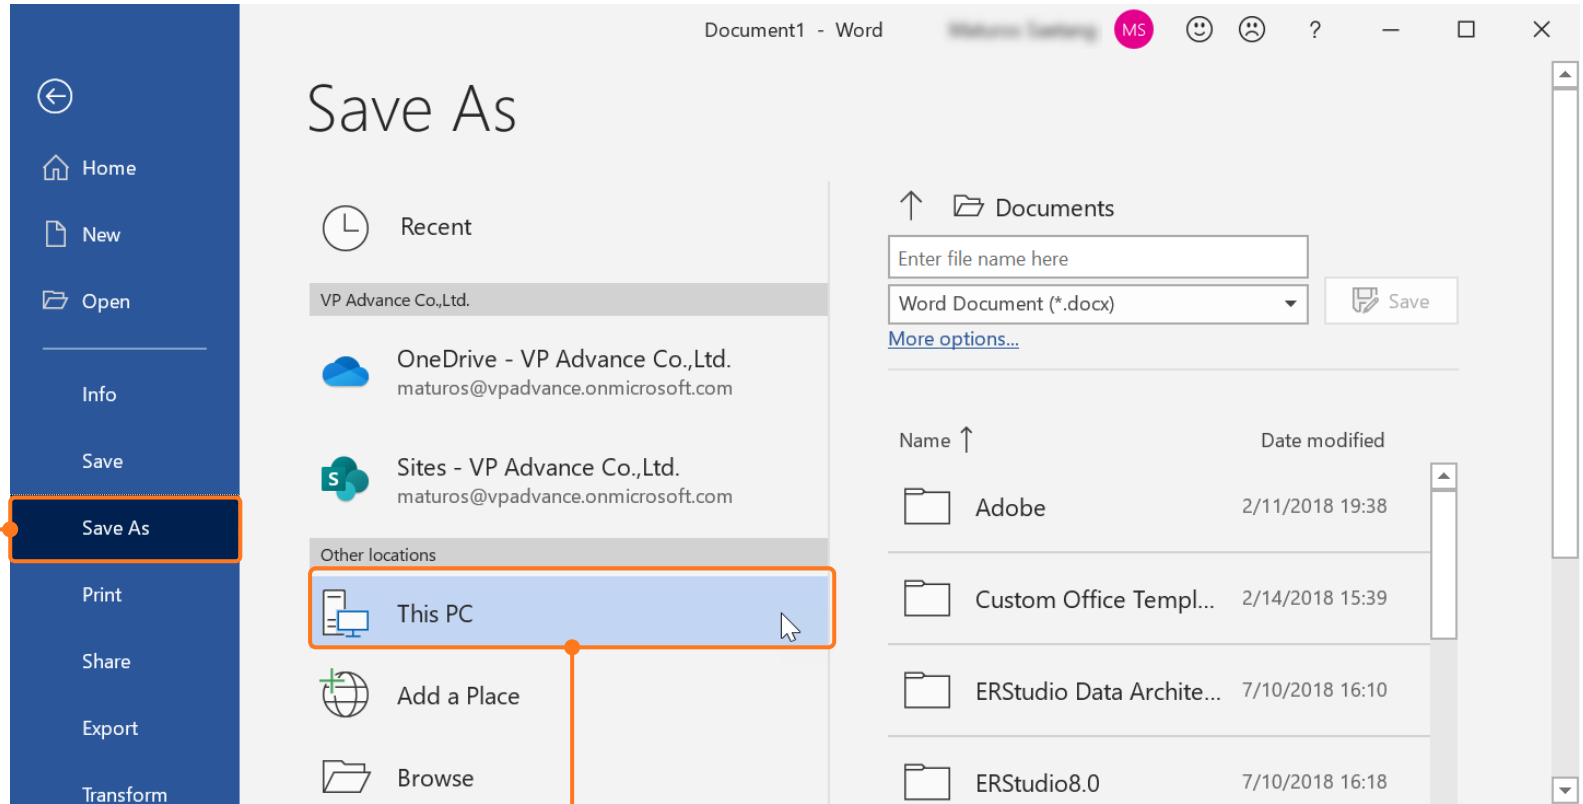 Document1 - Word
MS
?
Save As
Home
New
Open
Info
Save
Save As
Print
Share
Export
Transform
Recent
VP Advance Co.,Ltd.
OneDrive - VP Advance Co.,Ltd.
maturos@vpadvance.onmicrosoft.com
S
Sites - VP Advance Co.,Ltd.
maturos@vpadvance.onmicrosoft.com
Other locations
This PC
Add a Place
Browse
Documents
Enter file name here
Word Document (*.docx)
Save
More options...
Name Date modified
Adobe 2/11/2018 19:38
Custom Office Templ... 2/14/2018 15:39
ERStudio Data Archite... 7/10/2018 16:10
ERStudio8.0 7/10/2018 16:18